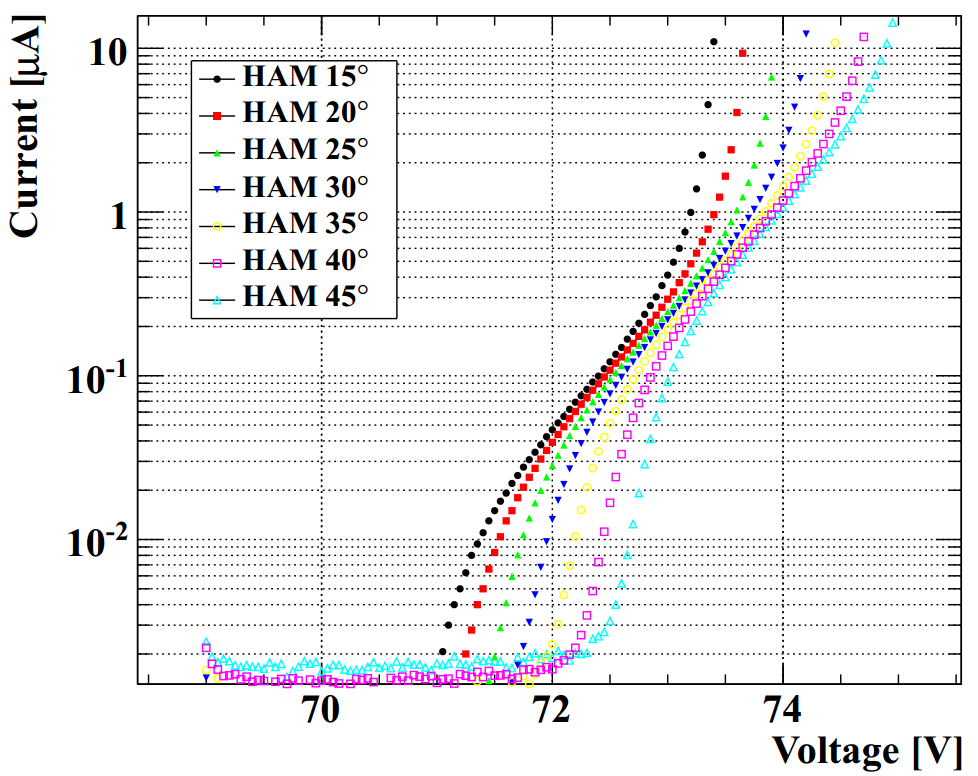 Current [μA]
10
1
10-1
10-2
HAM 15°
HAM 20°
HAM 25°
HAM 30°
HAM 35°
HAM 40°
HAM 45°
70 72 74
Voltage [V]